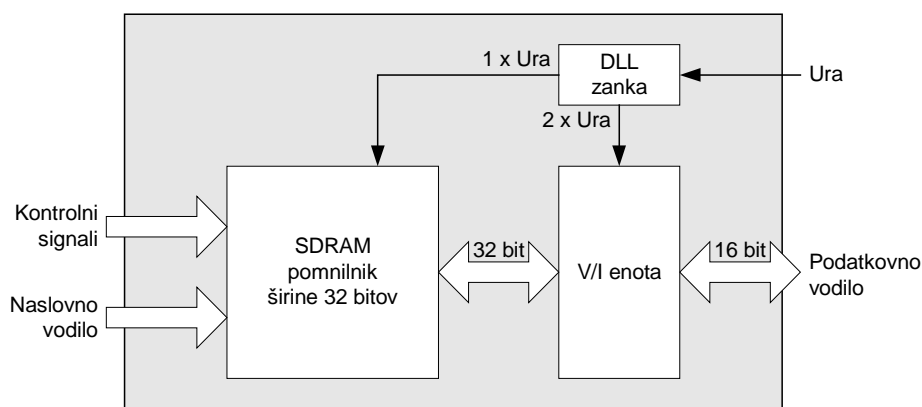 1 x Ura
DLL
zanka
Ura
2 x Ura
Kontrolni
signali
SDRAM
pomnilnik
širine 32 bitov
32 bit
V/I enota
16 bit
Podatkovno
vodilo
Naslovno
vodilo